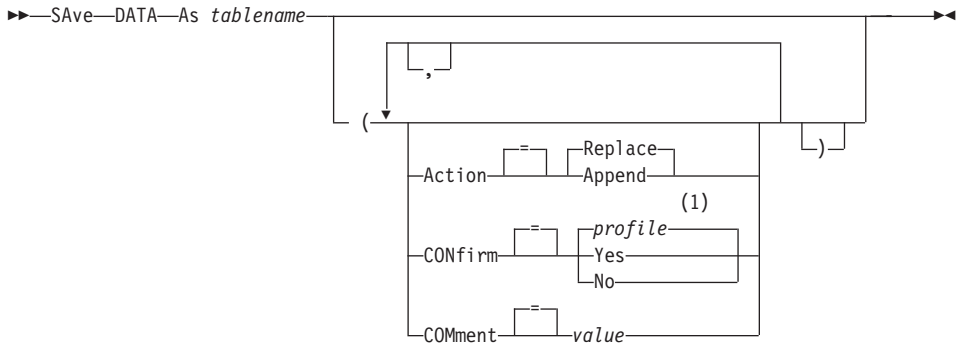 SAve DATA As tablename
,
(
)
=
Replace
Action
Append
(1)
=
profile
CONfirm
Yes
No
=
COMment
value